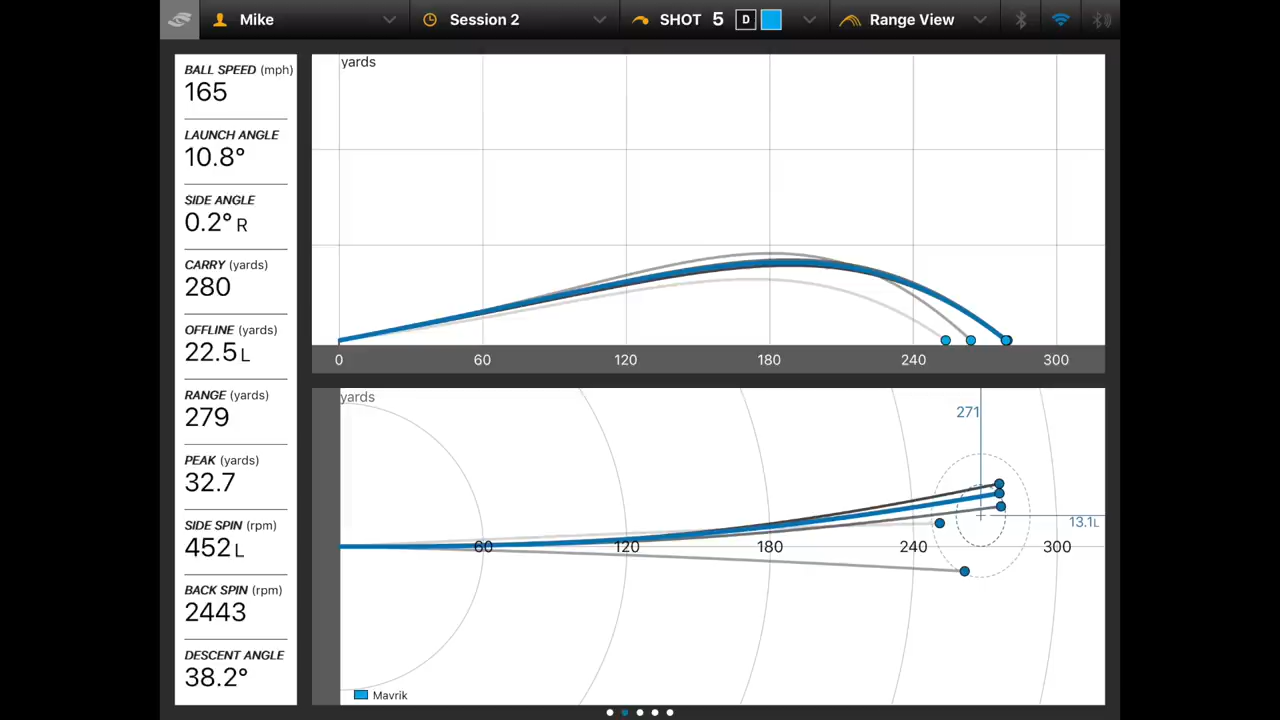 Mike
Session 2
SHOT 5 D
Range View
BALL SPEED (mph)
165
LAUNCH ANGLE
10.8°
SIDE ANGLE
0.2° R
CARRY (yards)
280
OFFLINE (yards)
22.5 L
RANGE (yards)
279
PEAK (yards)
32.7
SIDE SPIN (rpm)
452 L
BACK SPIN (rpm)
2443
DESCENT ANGLE
38.2°
yards
0 60 120 180 240 300
yards
271
13.1L
60 120 180 240 300
Mavrik